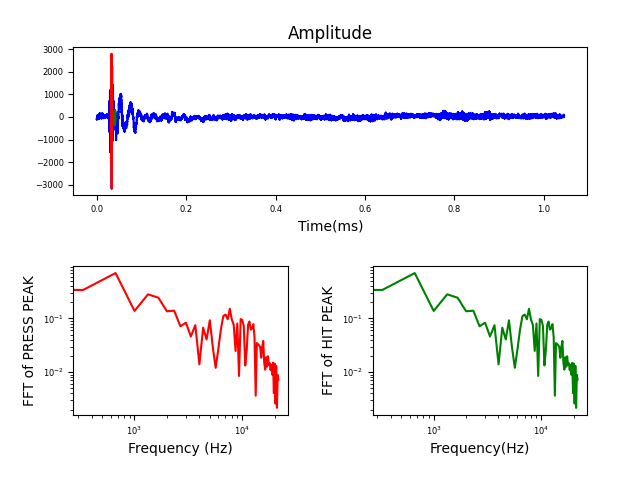 Amplitude
3000
2000
1000
0
−1000
−2000
−3000
0.0 0.2 0.4 0.6 0.8 1.0
Time(ms)
FFT of PRESS PEAK
10⁻¹
10⁻²
10³ 10⁴
Frequency (Hz)
FFT of HIT PEAK
10⁻¹
10⁻²
10³ 10⁴
Frequency(Hz)